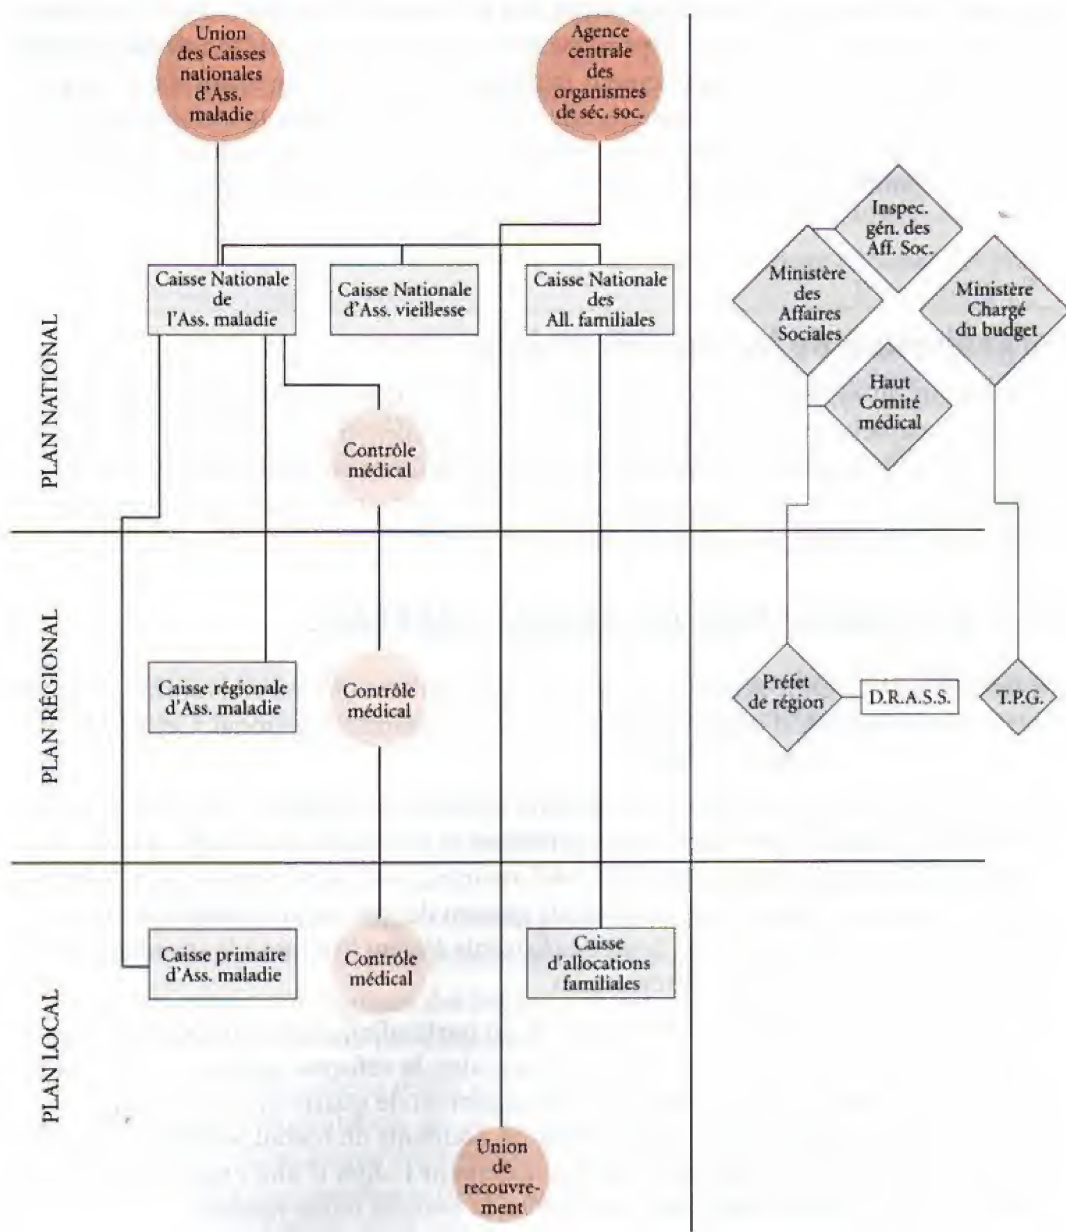 Union
des Caisses
nationales
d'Ass.
maladie
Agence
centrale
des
organismes
de séc. soc.
Inspec.
gén. des
Aff. Soc.
Caisse Nationale
de
l'Ass. maladie
Caisse Nationale
d'Ass. vieillesse
Caisse Nationale
des
All. familiales
Ministère
des
Affaires
Sociales
Ministère
Chargé
du budget
Haut
Comité
médical
PLAN NATIONAL
Contrôle
médical
PLAN RÉGIONAL
Caisse régionale
d'Ass. maladie
Contrôle
médical
Préfet
de région
D.R.A.S.S.
T.P.G.
PLAN LOCAL
Caisse primaire
d'Ass. maladie
Contrôle
médical
Caisse
d'allocations
familiales
Union
de
recouvre-
ment